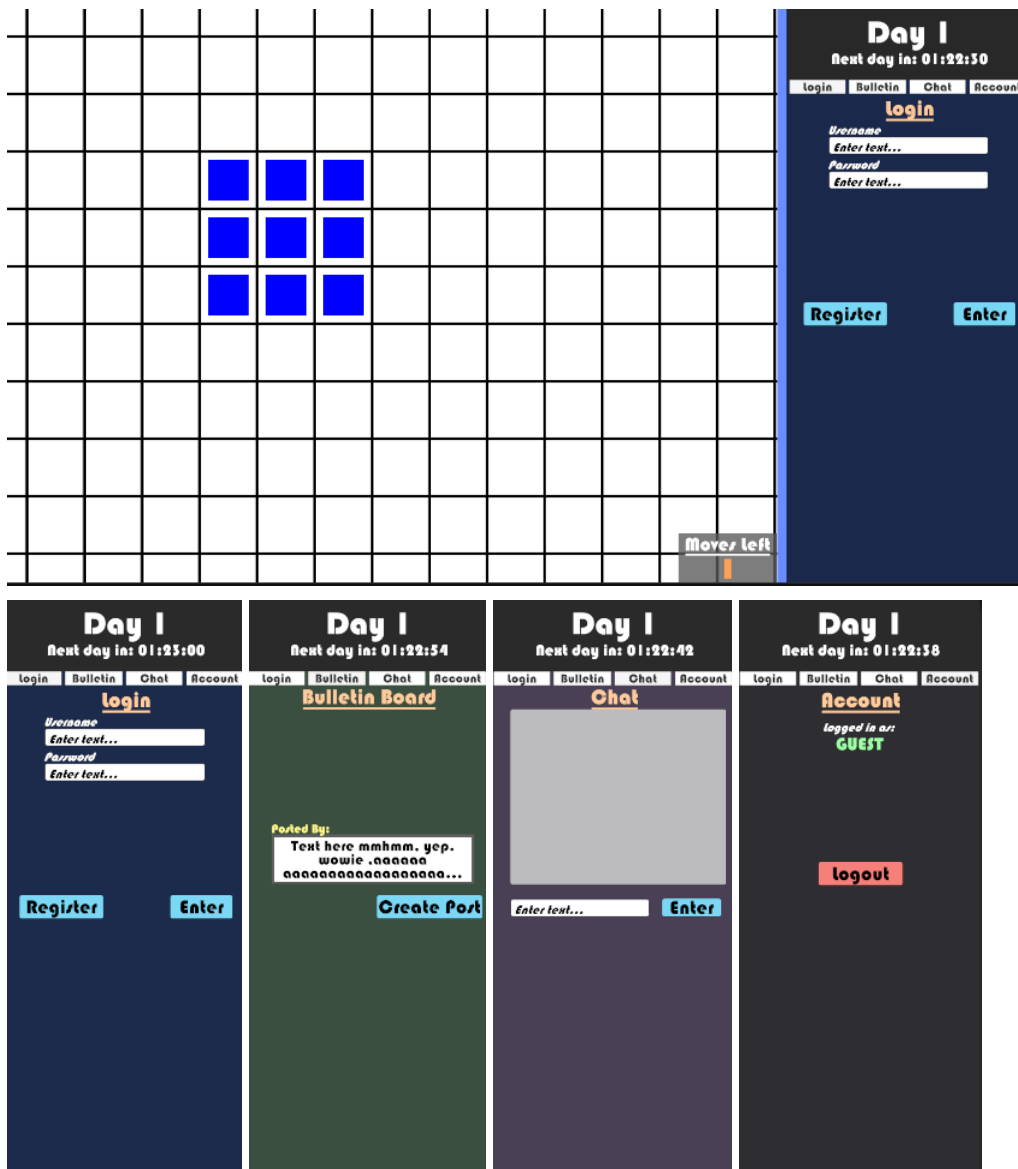 Day 1
Next day in: 01:22:30
Login Bulletin Chat Account
Login
Username
Enter text...
Password
Enter text...
Register Enter
Moves Left
1
Day 1
Next day in: 01:23:00
Login Bulletin Chat Account
Login
Username
Enter text...
Password
Enter text...
Register Enter
Day 1
Next day in: 01:22:54
Login Bulletin Chat Account
Bulletin Board
Posted By:
Text here mmhmm. yep.
wowie .aaaaaa
aaaaaaaaaaaaaaaaaa...
Create Post
Day 1
Next day in: 01:22:42
Login Bulletin Chat Account
Chat
Enter text... Enter
Day 1
Next day in: 01:22:38
Login Bulletin Chat Account
Account
Logged in as:
GUEST
Logout